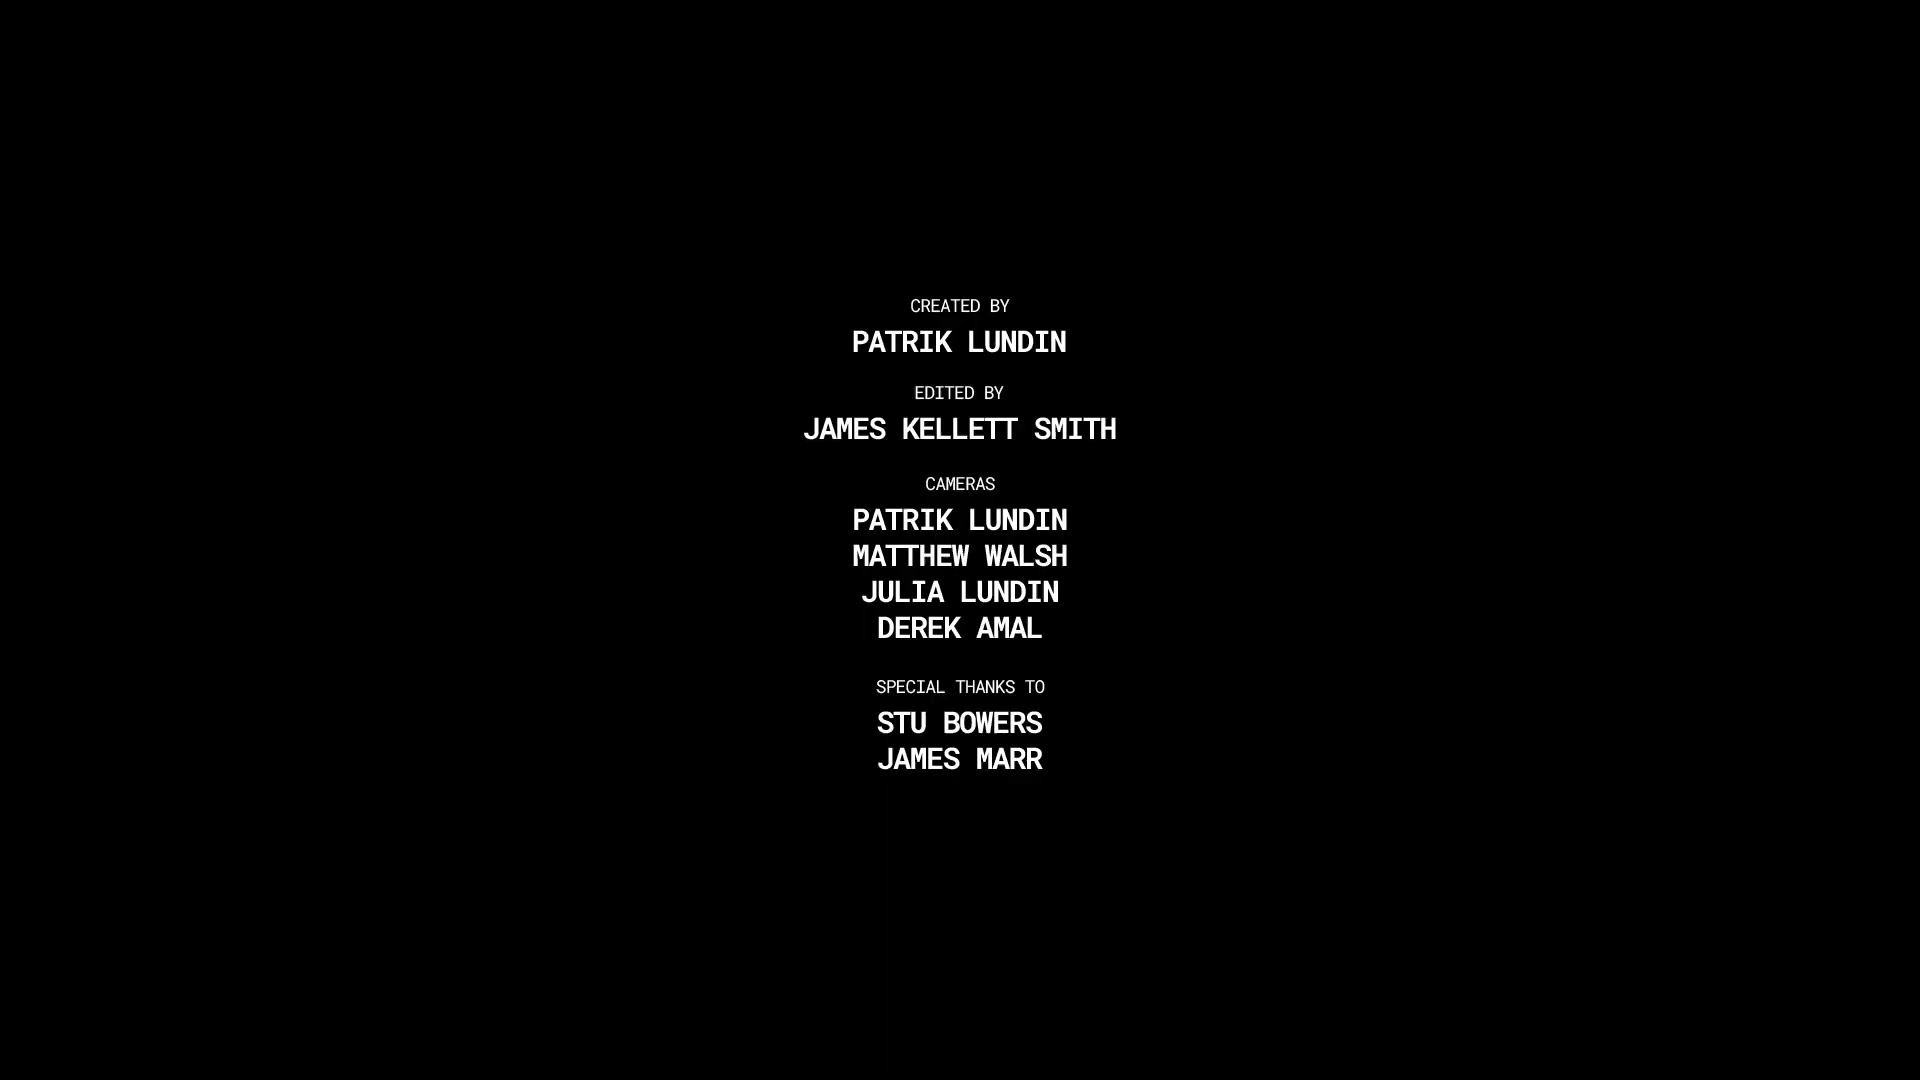 CREATED BY
PATRIK LUNDIN
EDITED BY
JAMES KELLETT SMITH
CAMERAS
PATRIK LUNDIN
MATTHEW WALSH
JULIA LUNDIN
DEREK AMAL
SPECIAL THANKS TO
STU BOWERS
JAMES MARR